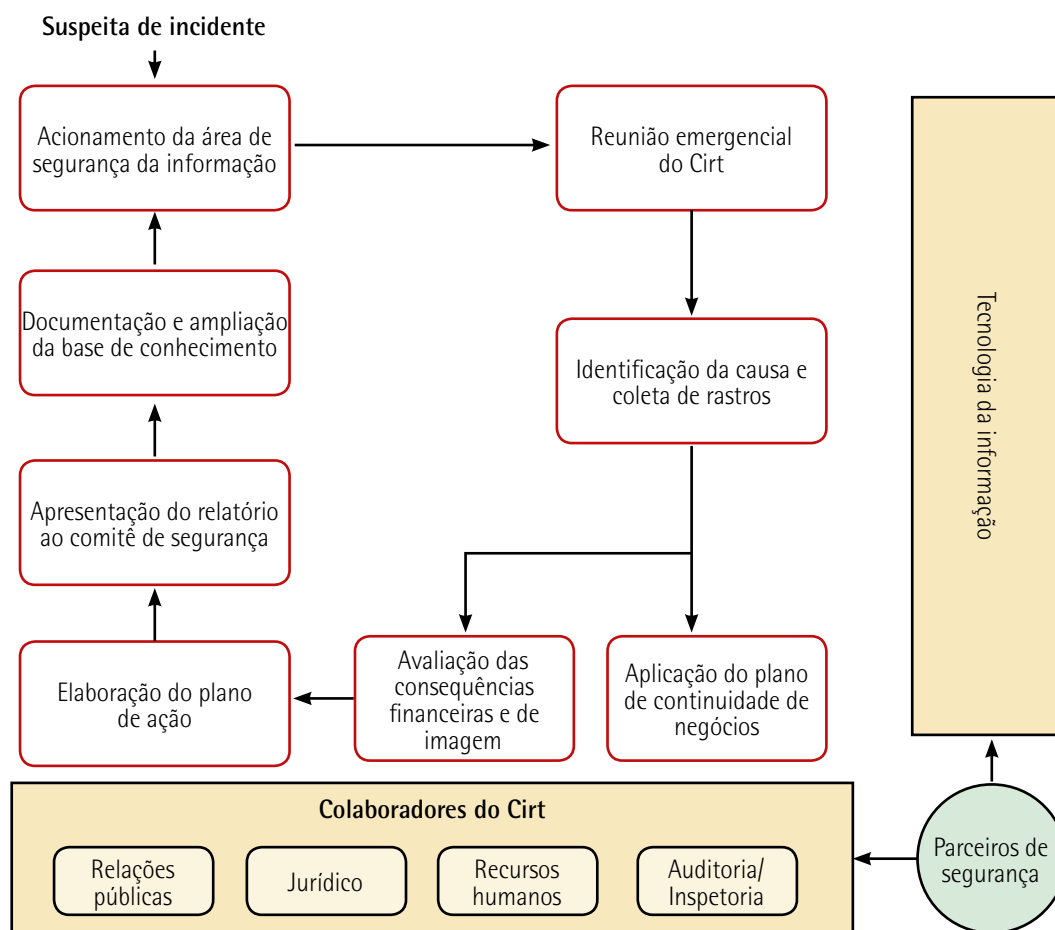 Suspeita de incidente
Acionamento da área de
segurança da informação
Reunião emergencial
do Cirt
Documentação e ampliação
da base de conhecimento
Identificação da causa e
coleta de rastros
Tecnologia da informação
Apresentação do relatório
ao comitê de segurança
Elaboração do plano
de ação
Avaliação das
consequências
financeiras e de
imagem
Aplicação do plano
de continuidade de
negócios
Colaboradores do Cirt
Relações
públicas
Jurídico
Recursos
humanos
Auditoria/
Inspetoria
Parceiros de
segurança